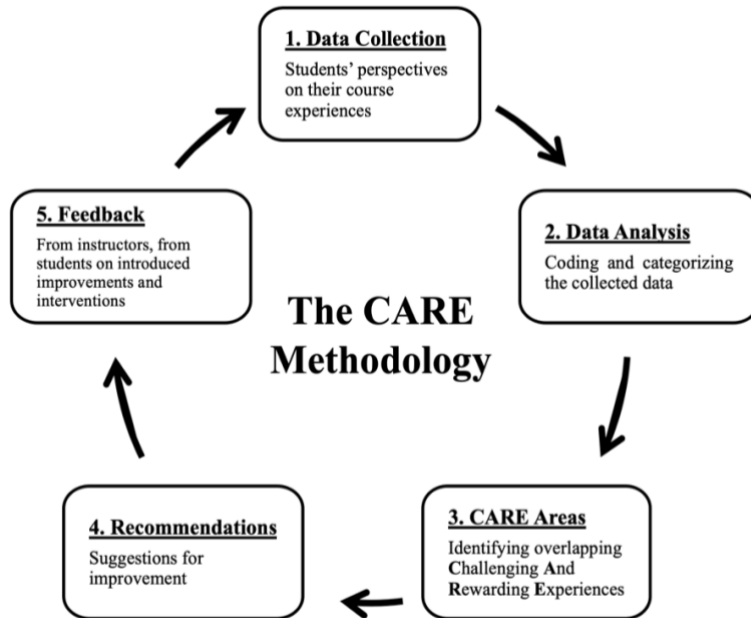 1. Data Collection
Students’ perspectives
on their course
experiences
2. Data Analysis
Coding and categorizing
the collected data
3. CARE Areas
Identifying overlapping
Challenging And
Rewarding Experiences
4. Recommendations
Suggestions for
improvement
5. Feedback
From instructors, from
students on introduced
improvements and
interventions
The CARE
Methodology